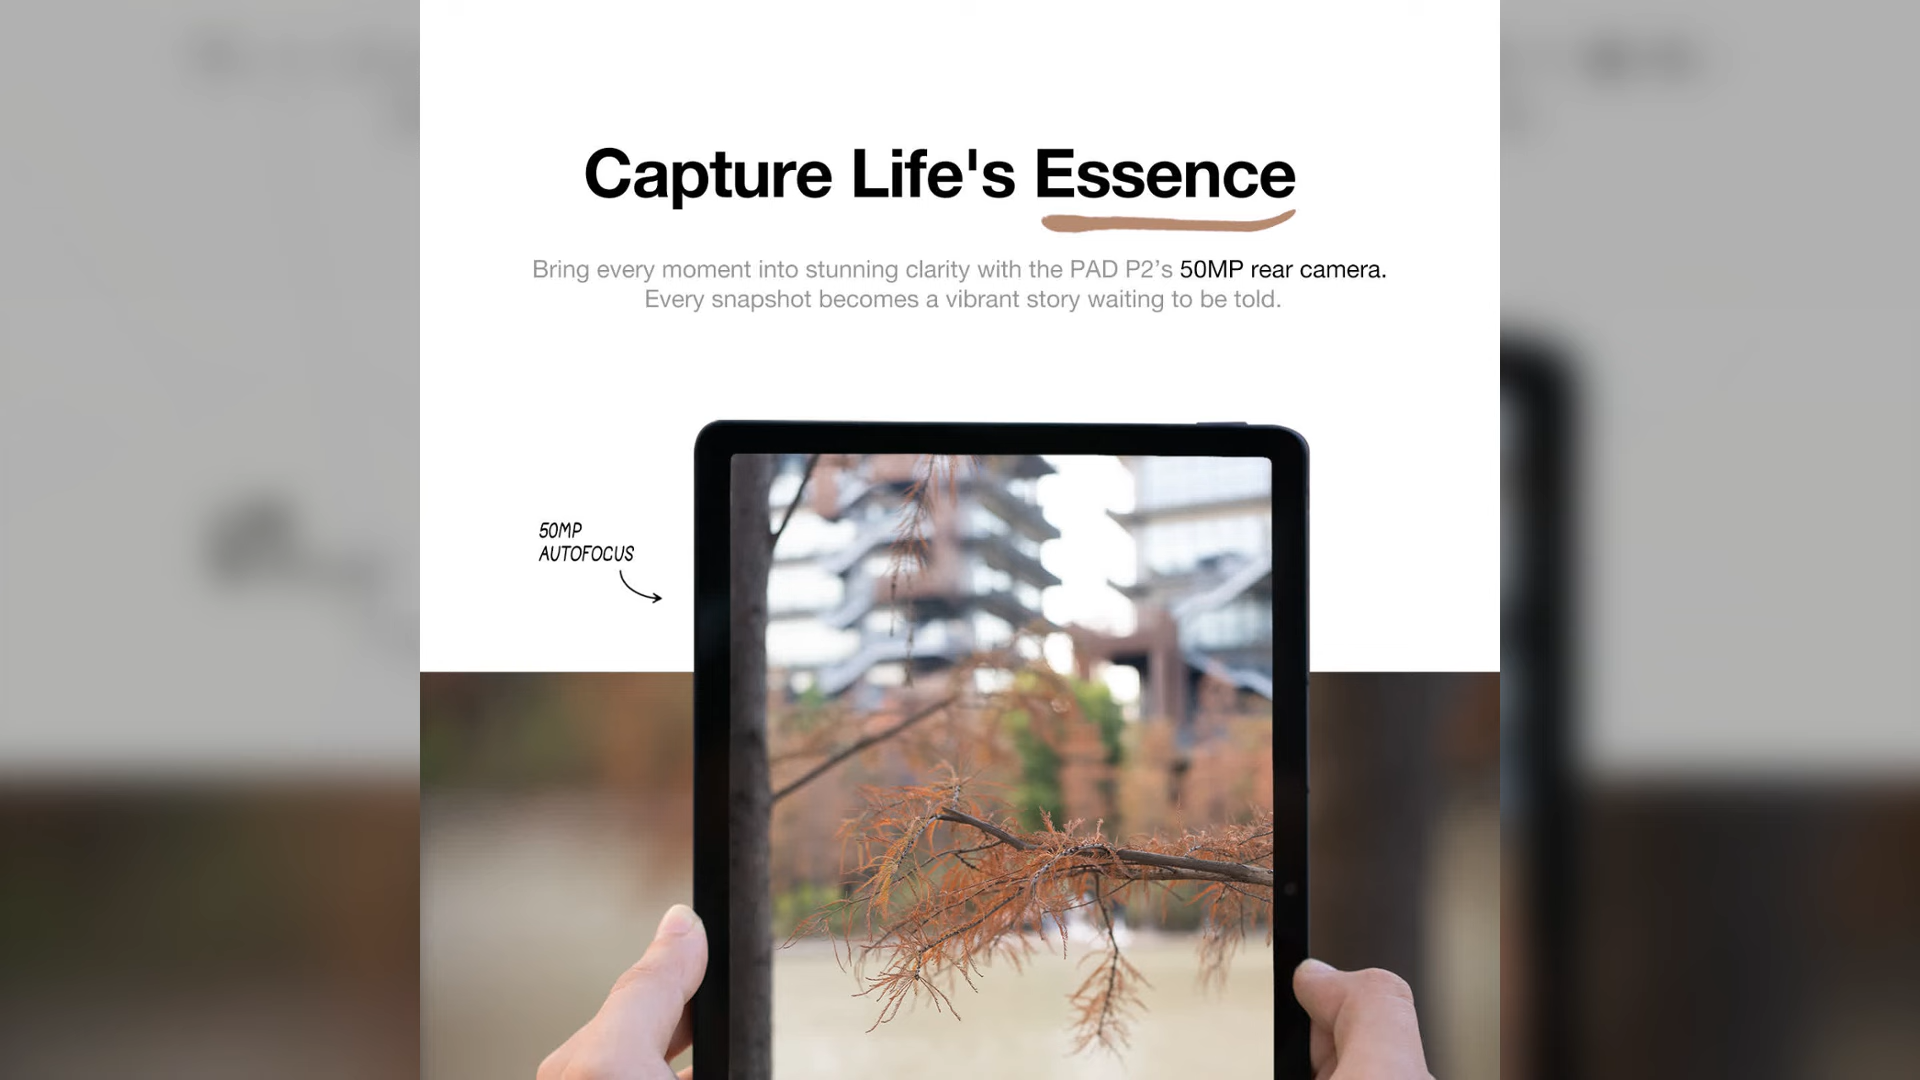 Capture Life's Essence
Bring every moment into stunning clarity with the PAD P2’s 50MP rear camera.
Every snapshot becomes a vibrant story waiting to be told.
50MP
AUTOFOCUS